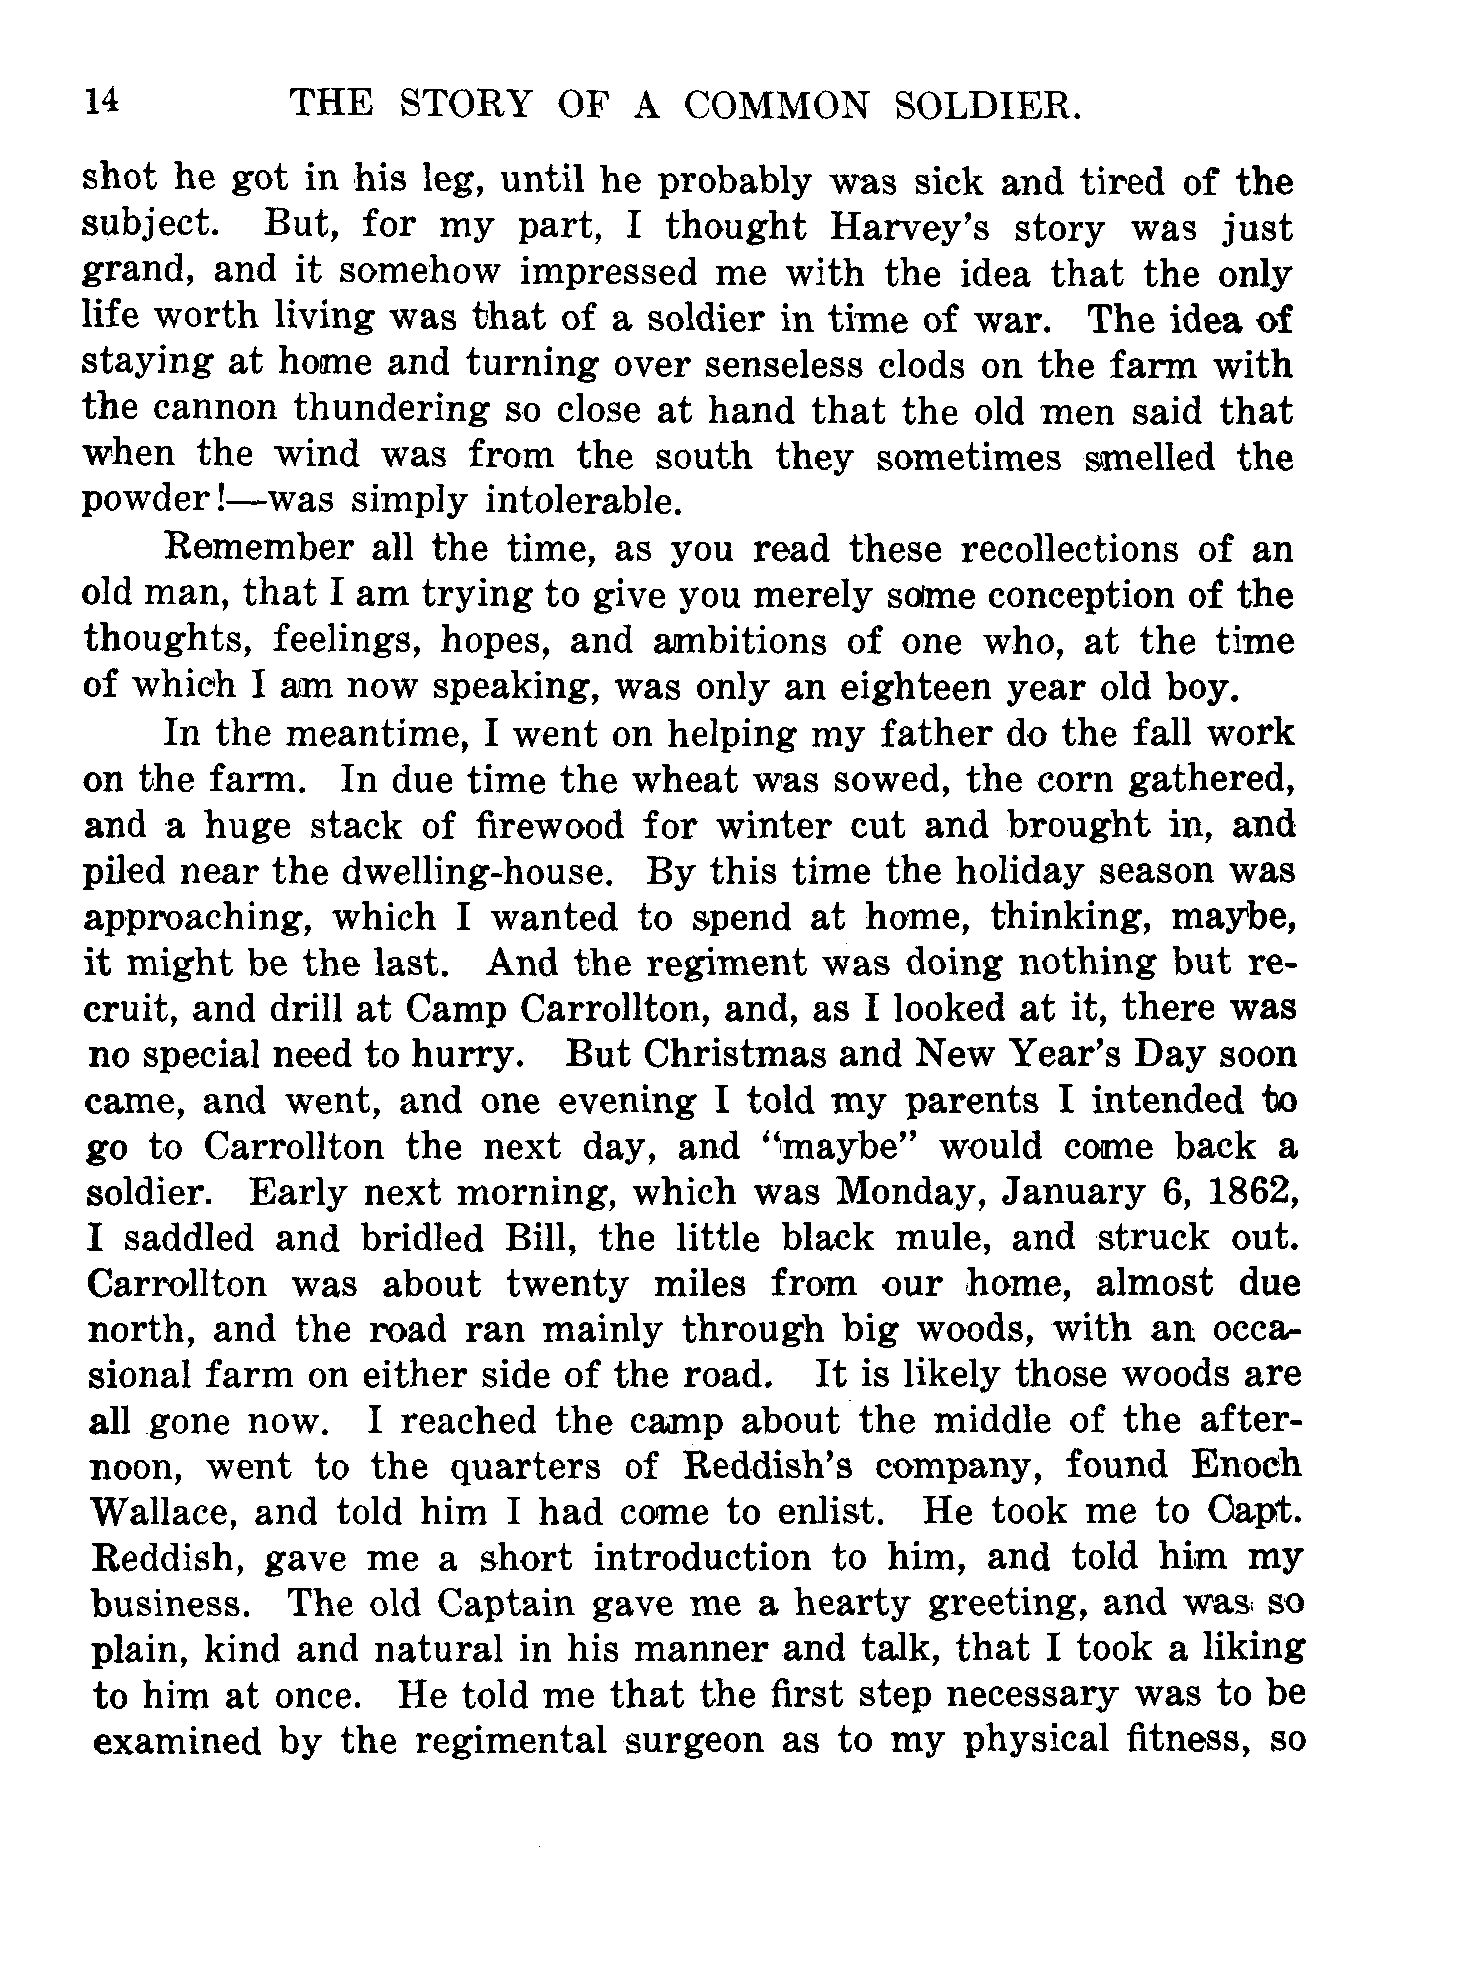 14 THE STORY OF A COMMON SOLDIER.
shot he got in his leg, until he probably was sick and tired of the
subject. But, for my part, I thought Harvey's story was just
grand, and it somehow impressed me with the idea that the only
life worth living was that of a soldier in time of war. The idea of
staying at home and turning over senseless clods on the farm with
the cannon thundering so close at hand that the old men said that
when the wind was from the south they sometimes smelled the
powder!—was simply intolerable.
Remember all the time, as you read these recollections of an
old man, that I am trying to give you merely some conception of the
thoughts, feelings, hopes, and ambitions of one who, at the time
of which I am now speaking, was only an eighteen year old boy.
In the meantime, I went on helping my father do the fall work
on the farm. In due time the wheat was sowed, the corn gathered,
and a huge stack of firewood for winter cut and brought in, and
piled near the dwelling-house. By this time the holiday season was
approaching, which I wanted to spend at home, thinking, maybe,
it might be the last. And the regiment was doing nothing but re-
cruit, and drill at Camp Carrollton, and, as I looked at it, there was
no special need to hurry. But Christmas and New Year's Day soon
came, and went, and one evening I told my parents I intended to
go to Carrollton the next day, and "maybe" would come back a
soldier. Early next morning, which was Monday, January 6, 1862,
I saddled and bridled Bill, the little black mule, and struck out.
Carrollton was about twenty miles from our home, almost due
north, and the road ran mainly through big woods, with an occa-
sional farm on either side of the road. It is likely those woods are
all gone now. I reached the camp about the middle of the after-
noon, went to the quarters of Reddish's company, found Enoch
Wallace, and told him I had come to enlist. He took me to Capt.
Reddish, gave me a short introduction to him, and told him my
business. The old Captain gave me a hearty greeting, and was so
plain, kind and natural in his manner and talk, that I took a liking
to him at once. He told me that the first step necessary was to be
examined by the regimental surgeon as to my physical fitness, so